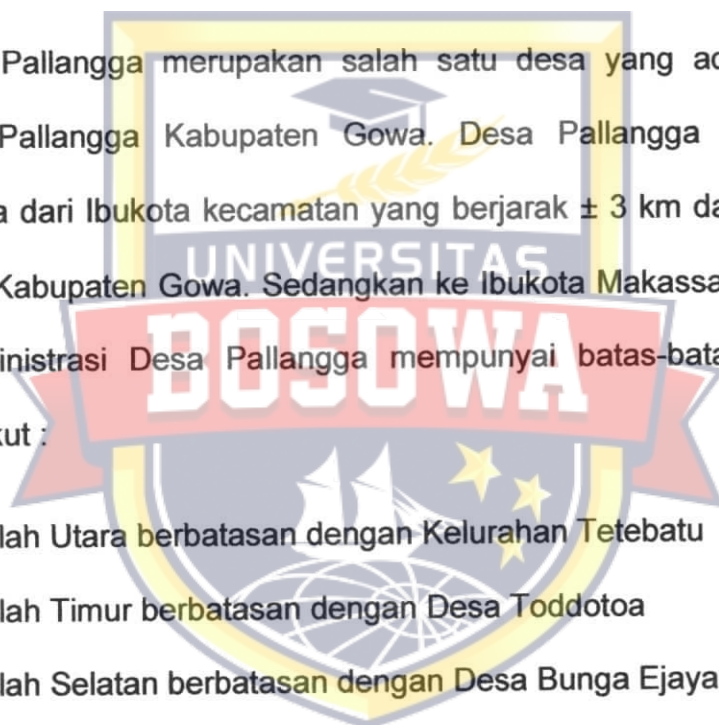 Pallangga merupakan salah satu desa yang ad
Pallangga Kabupaten Gowa. Desa Pallangga
a dari Ibukota kecamatan yang berjarak ± 3 km da
Kabupaten Gowa. Sedangkan ke Ibukota Makassa
UNIVERSITAS
inistrasi Desa Pallangga mempunyai batas-bata
BOSOWA
kut :
lah Utara berbatasan dengan Kelurahan Tetebatu
lah Timur berbatasan dengan Desa Toddotoa
lah Selatan berbatasan dengan Desa Bunga Ejaya